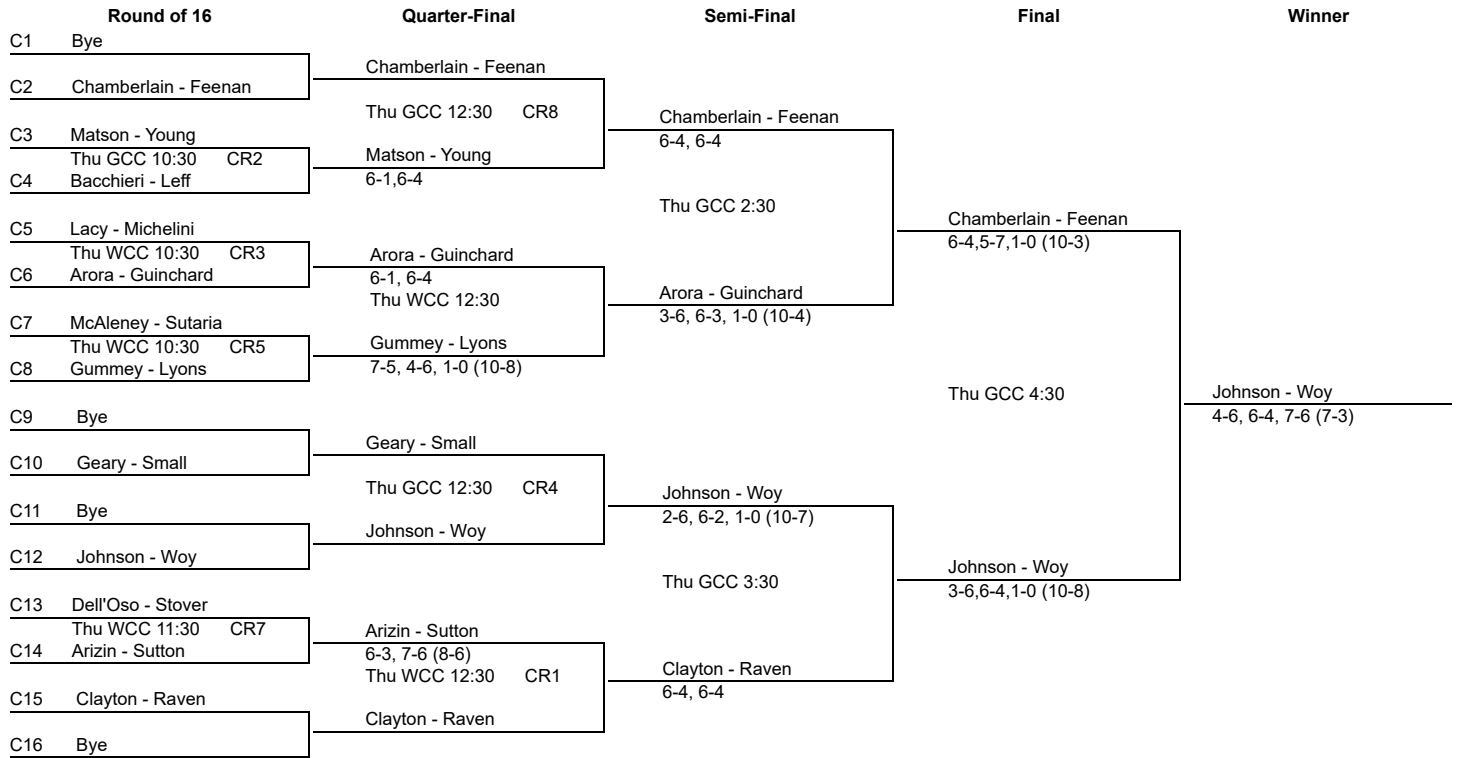 Round of 16 Quarter-Final Semi-Final Final Winner
C1 Bye
C2 Chamberlain - Feenan
C3 Matson - Young
Thu GCC 10:30 CR2
C4 Bacchieri - Leff
C5 Lacy - Michelini
Thu WCC 10:30 CR3
C6 Arora - Guinchard
C7 McAleney - Sutaria
Thu WCC 10:30 CR5
C8 Gummey - Lyons
C9 Bye
C10 Geary - Small
C11 Bye
C12 Johnson - Woy
C13 Dell'Oso - Stover
Thu WCC 11:30 CR7
C14 Arizin - Sutton
C15 Clayton - Raven
C16 Bye
Chamberlain - Feenan
Thu GCC 12:30 CR8
Matson - Young
6-1,6-4
Arora - Guinchard
6-1, 6-4
Thu WCC 12:30
Gummey - Lyons
7-5, 4-6, 1-0 (10-8)
Geary - Small
Thu GCC 12:30 CR4
Johnson - Woy
Arizin - Sutton
6-3, 7-6 (8-6)
Thu WCC 12:30 CR1
Clayton - Raven
Chamberlain - Feenan
6-4, 6-4
Thu GCC 2:30
Arora - Guinchard
3-6, 6-3, 1-0 (10-4)
Johnson - Woy
2-6, 6-2, 1-0 (10-7)
Thu GCC 3:30
Clayton - Raven
6-4, 6-4
Chamberlain - Feenan
6-4,5-7,1-0 (10-3)
Thu GCC 4:30
Johnson - Woy
3-6,6-4,1-0 (10-8)
Johnson - Woy
4-6, 6-4, 7-6 (7-3)